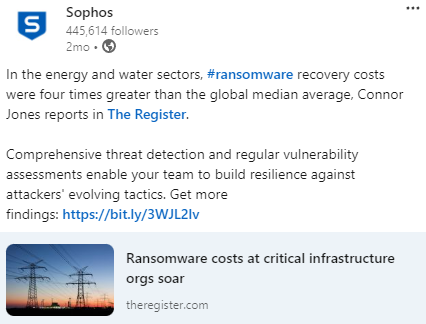 Sophos
445,614 followers
2mo •
In the energy and water sectors, #ransomware recovery costs
were four times greater than the global median average, Connor
Jones reports in The Register.
Comprehensive threat detection and regular vulnerability
assessments enable your team to build resilience against
attackers' evolving tactics. Get more
findings: https://bit.ly/3WJL2lv
Ransomware costs at critical infrastructure
orgs soar
theregister.com